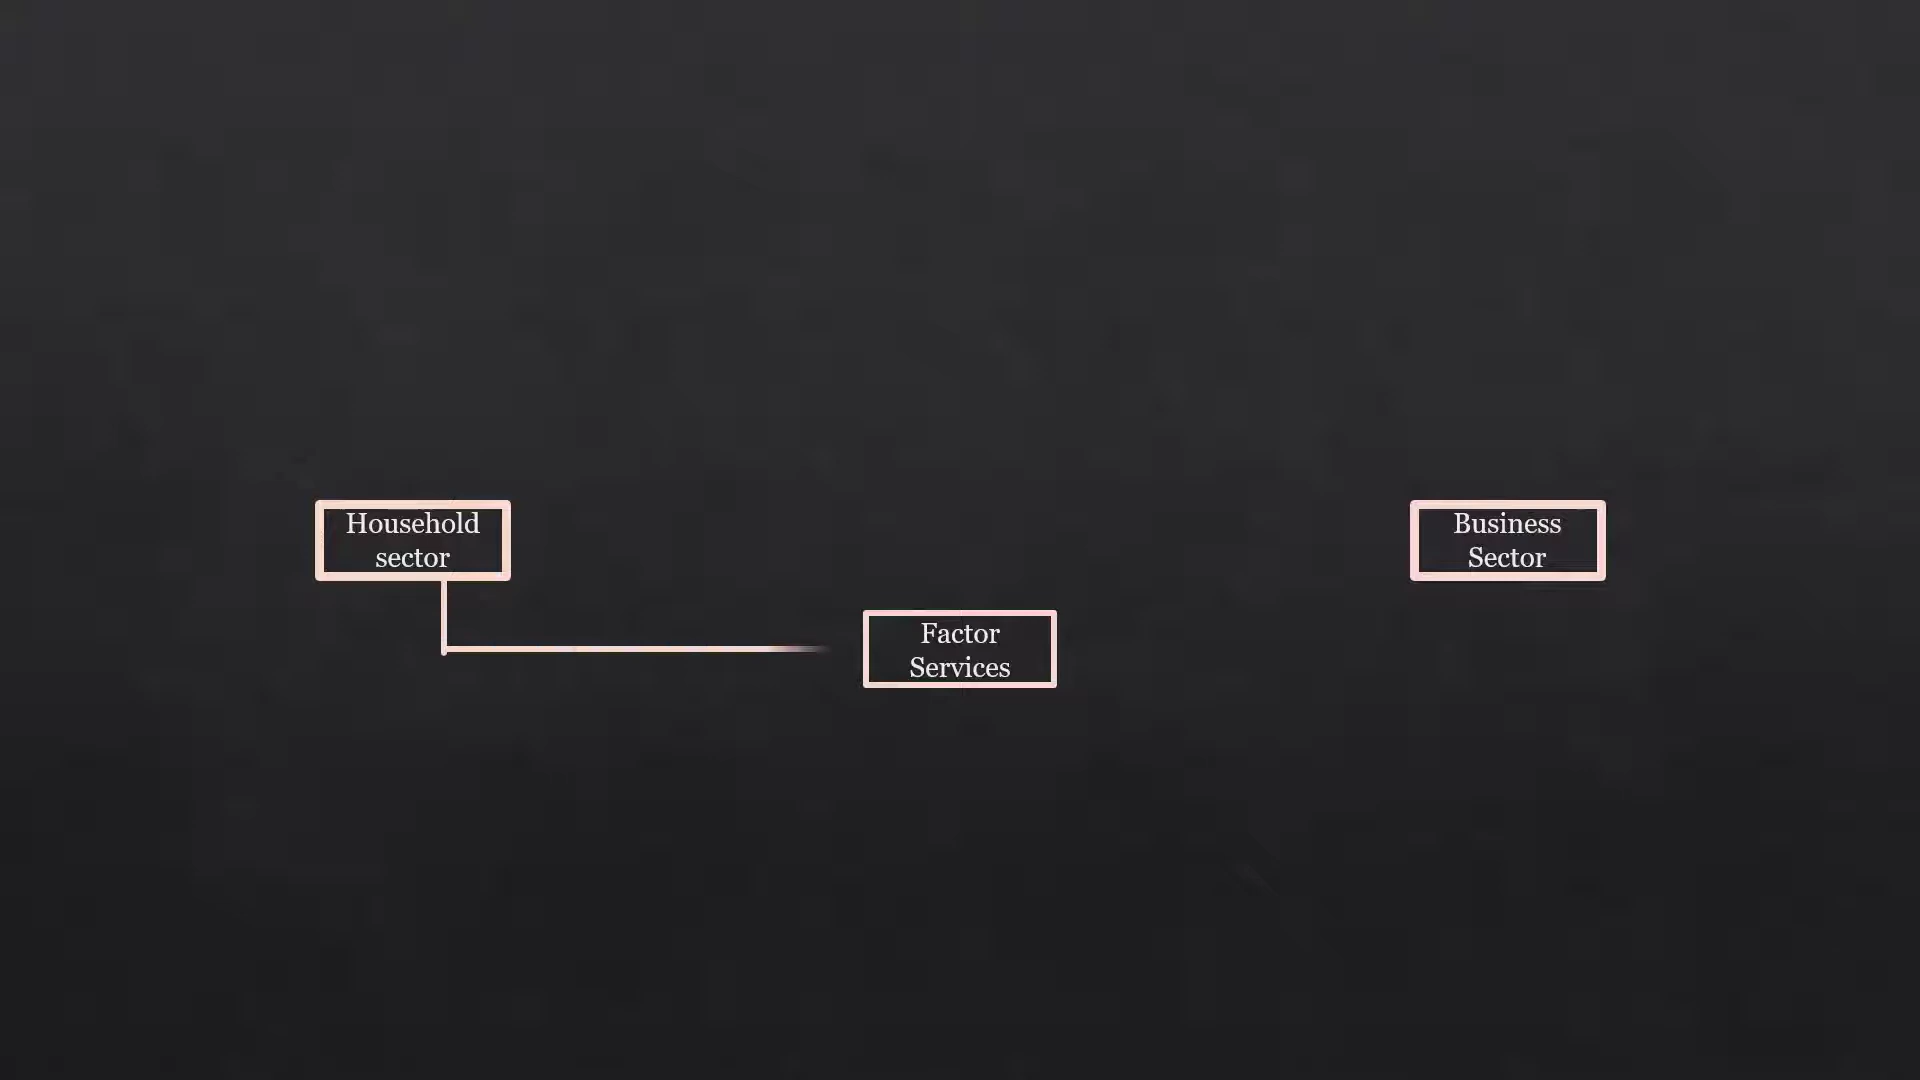 Household
sector
Business
Sector
Factor
Services